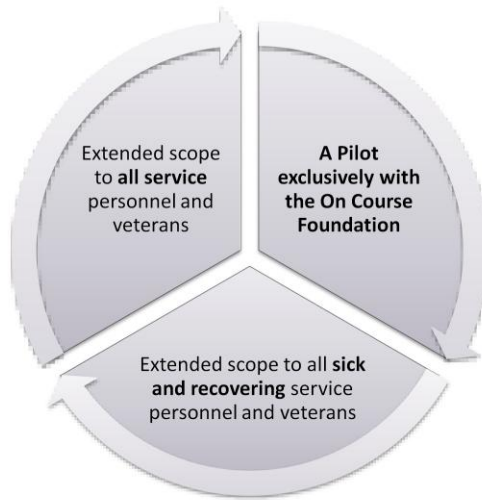 Extended scope
to all service
personnel and
veterans
A Pilot
exclusively with
the On Course
Foundation
Extended scope to all sick
and recovering service
personnel and veterans